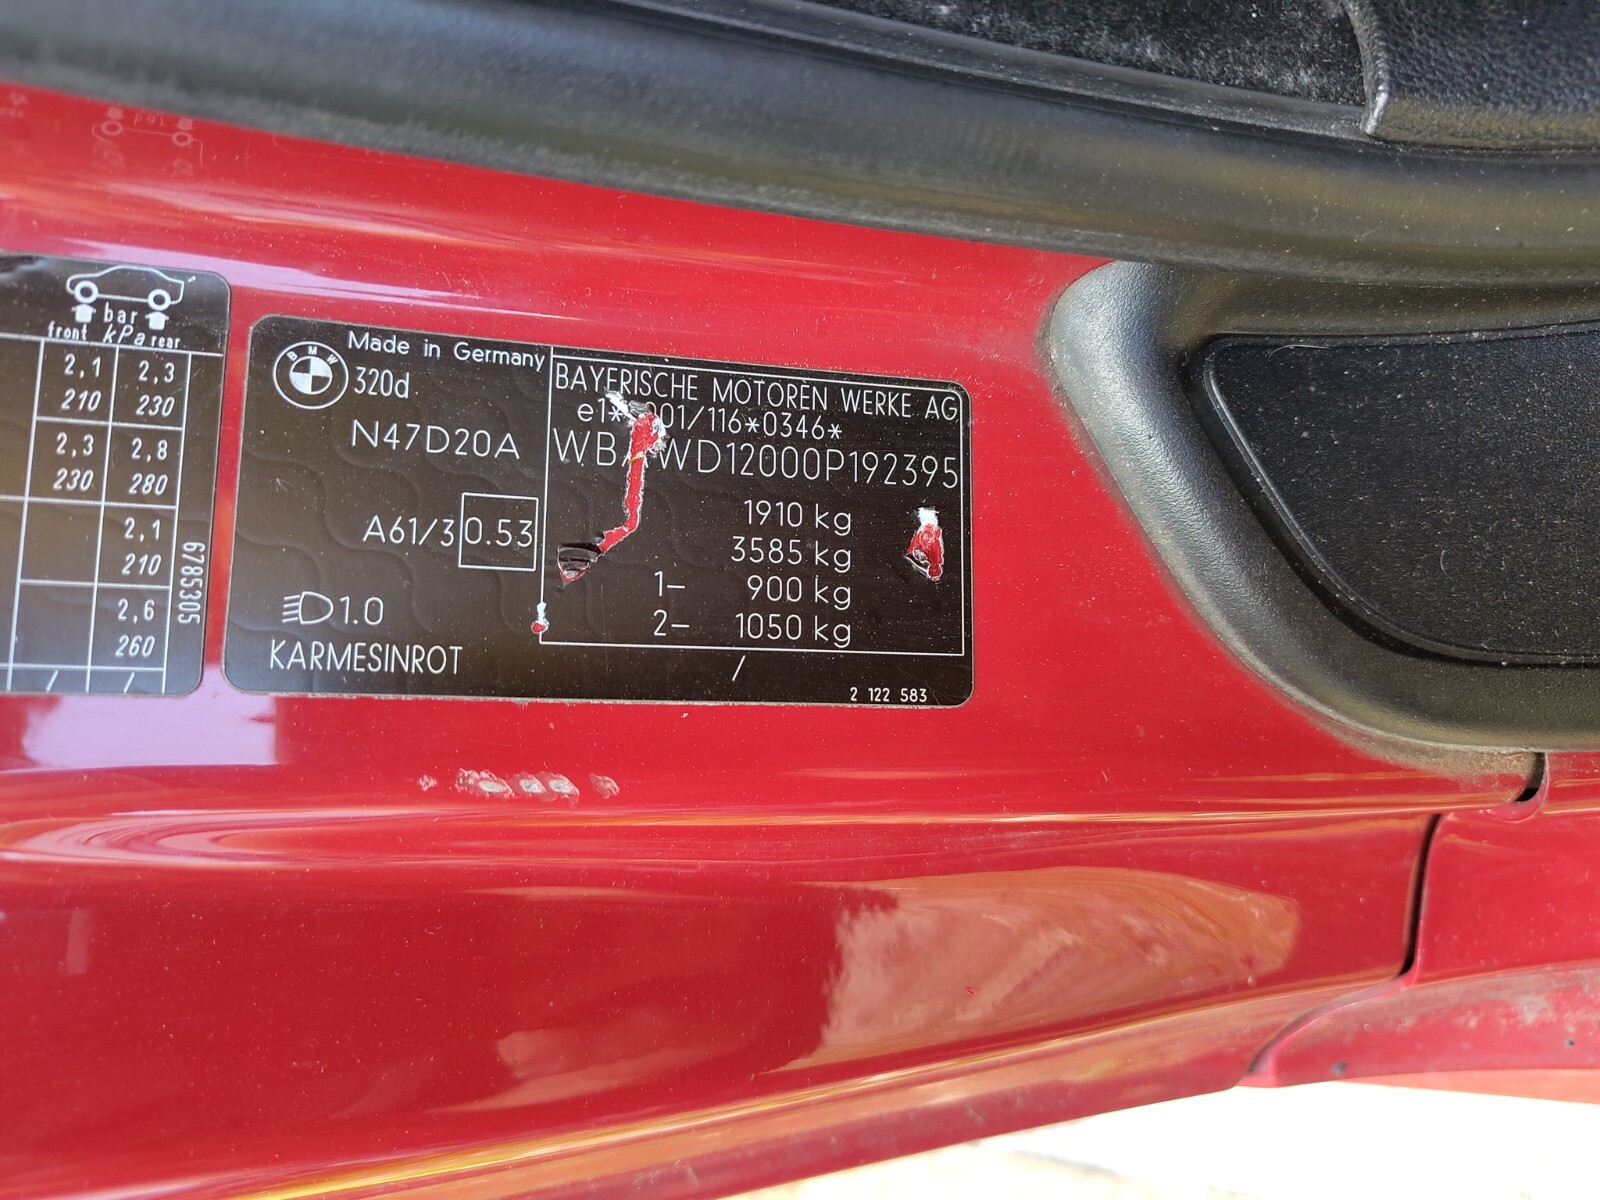 bar
front kPa rear
2,1 2,3
210 230
2,3 2,8
230 280
2,1
210
2,6
260
/ /
6785305
BMW
Made in Germany
320d
N47D20A
A61/3 0.53
1.0
KARMESINROT
BAYERISCHE MOTOREN WERKE AG
e1* 001/116*0346*
WB WD12000P192395
1910 kg
3585 kg
1– 900 kg
2– 1050 kg
/
2 122 583